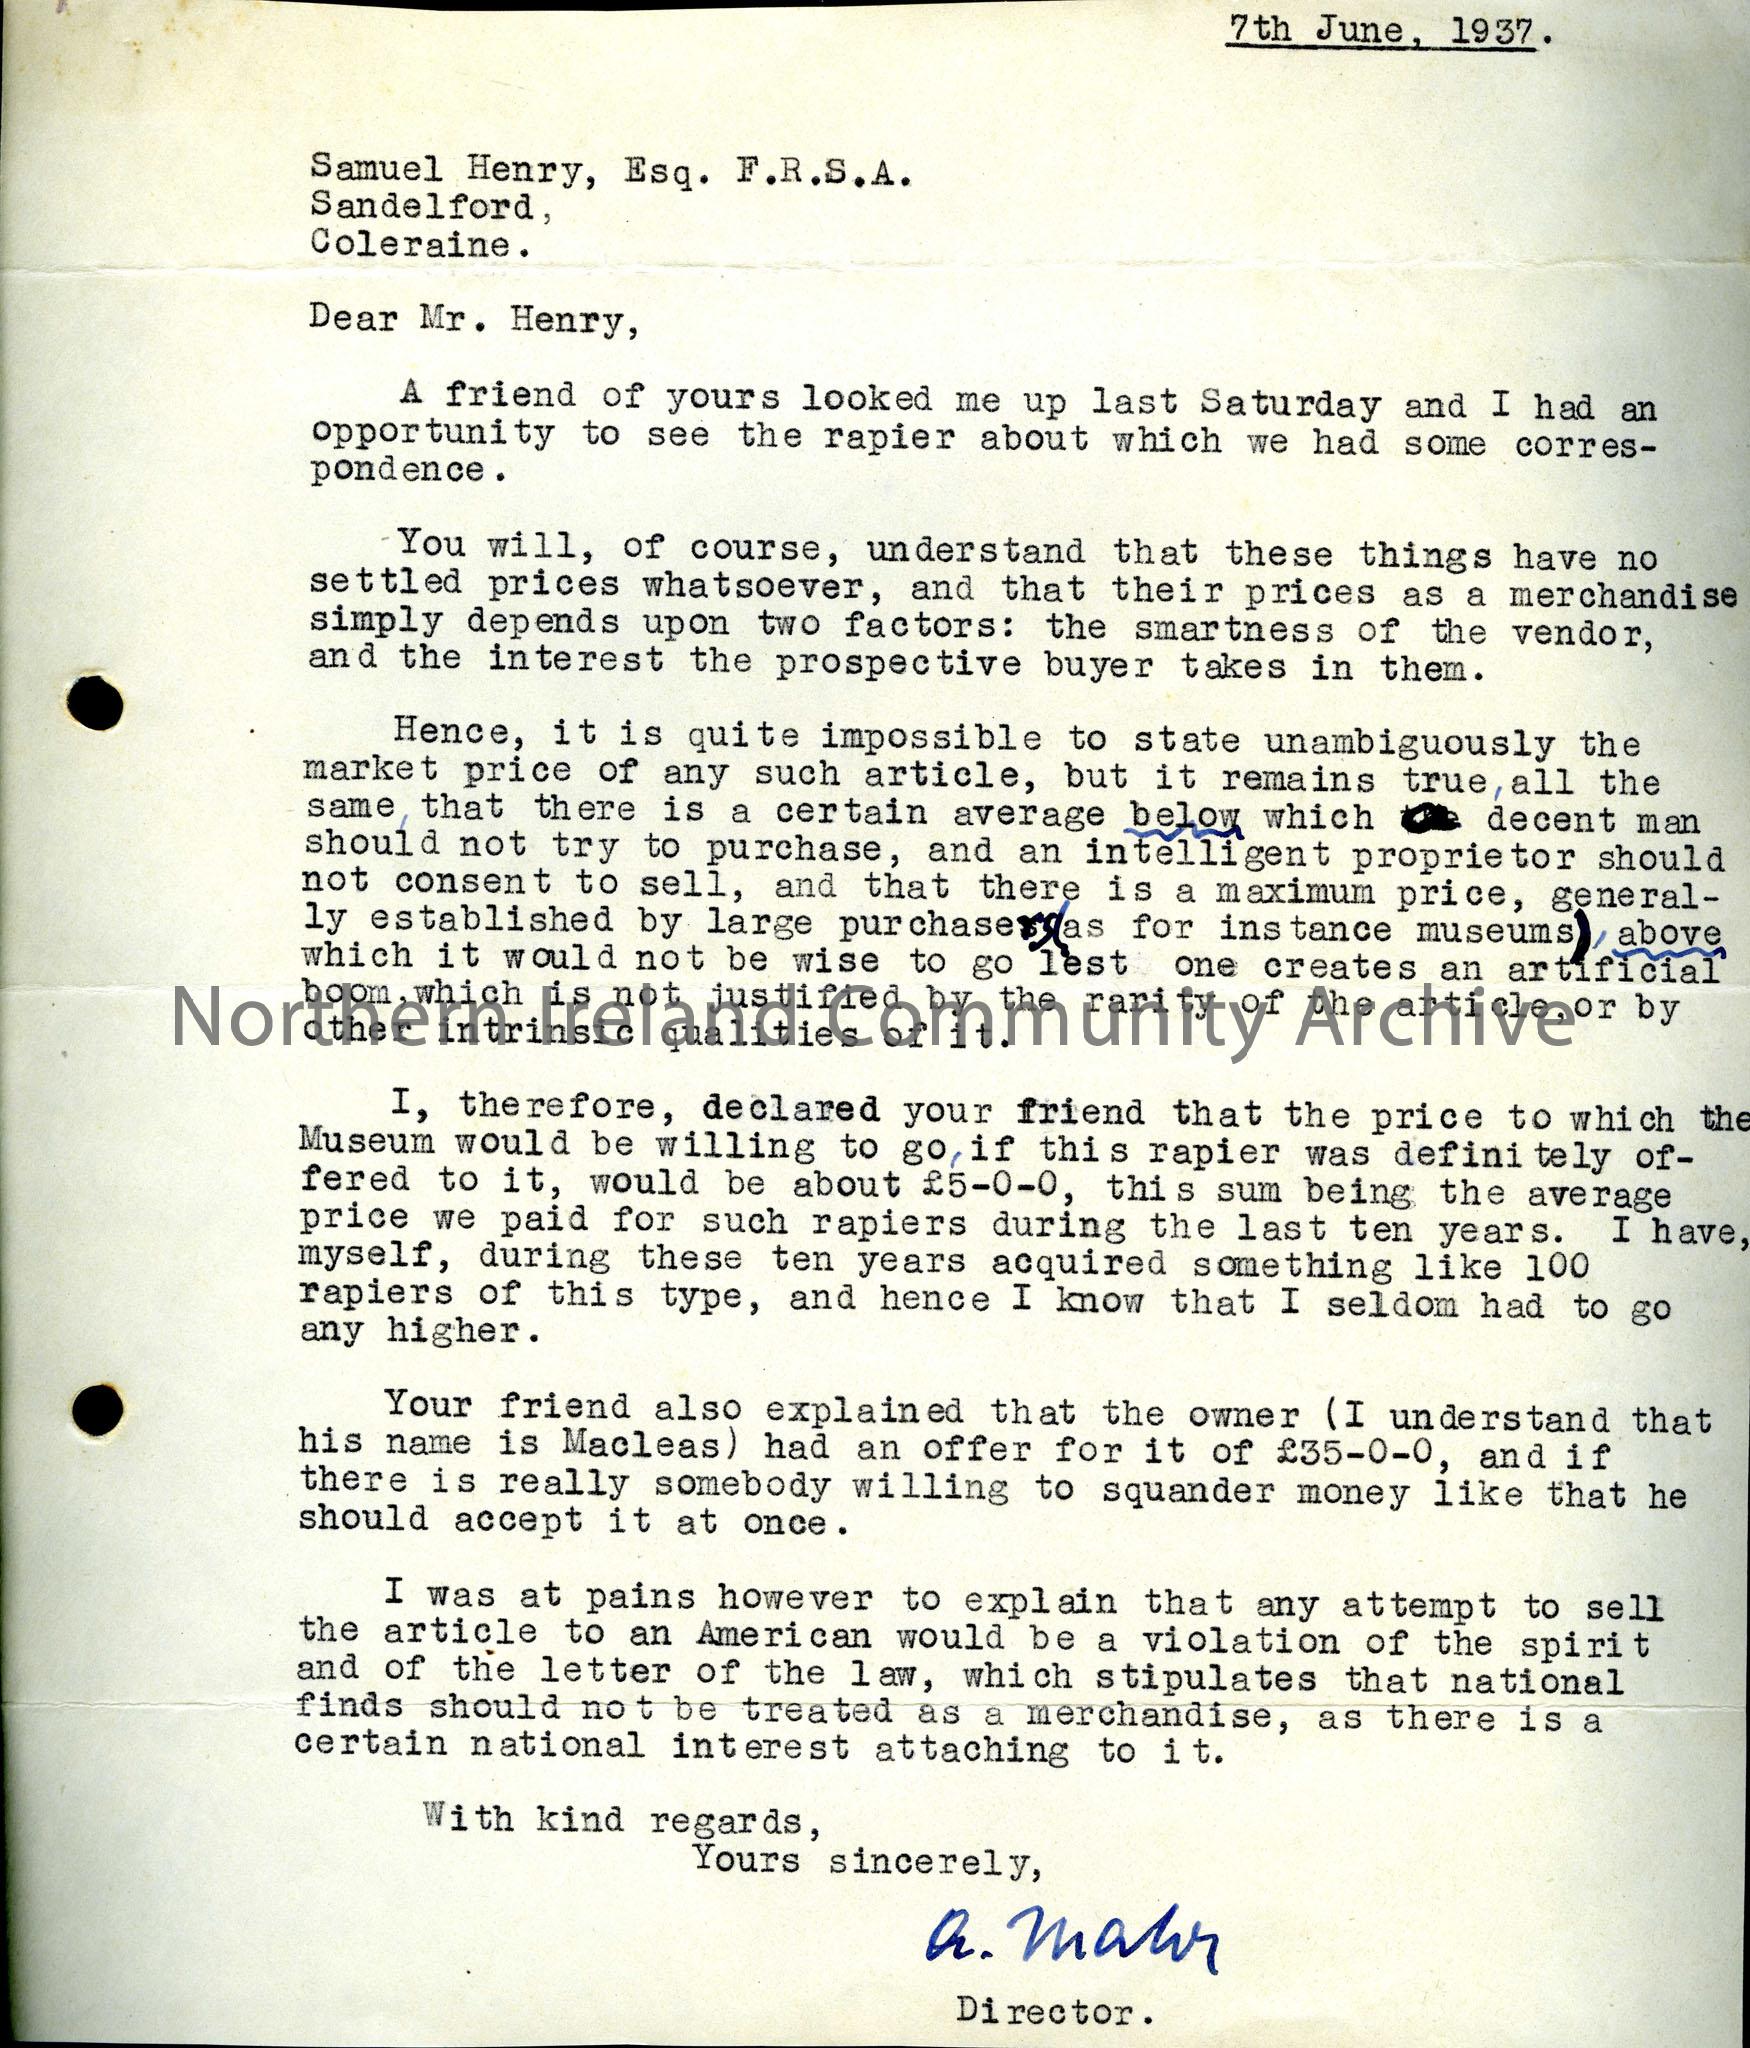 7th June, 1937.
Samuel Henry, Esq. F.R.S.A.
Sandelford,
Coleraine.
Dear Mr. Henry,
A friend of yours looked me up last Saturday and I had an
opportunity to see the rapier about which we had some corres-
pondence.
You will, of course, understand that these things have no
settled prices whatsoever, and that their prices as a merchandise
simply depends upon two factors: the smartness of the vendor,
and the interest the prospective buyer takes in them.
Hence, it is quite impossible to state unambiguously the
market price of any such article, but it remains true, all the
same, that there is a certain average below which decent man
should not try to purchase, and an intelligent proprietor should
not consent to sell, and that there is a maximum price, general-
ly established by large purchasers (as for instance museums), above
which it would not be wise to go lest one creates an artificial
boom, which is not justified by the rarity of the article, or by
other intrinsic qualities of it.
Northern Ireland Community Archive
I, therefore, declared your friend that the price to which the
Museum would be willing to go, if this rapier was definitely of-
fered to it, would be about £5-0-0, this sum being the average
price we paid for such rapiers during the last ten years. I have,
myself, during these ten years acquired something like 100
rapiers of this type, and hence I know that I seldom had to go
any higher.
Your friend also explained that the owner (I understand that
his name is Macleas) had an offer for it of £35-0-0, and if
there is really somebody willing to squander money like that he
should accept it at once.
I was at pains however to explain that any attempt to sell
the article to an American would be a violation of the spirit
and of the letter of the law, which stipulates that national
finds should not be treated as a merchandise, as there is a
certain national interest attaching to it.
With kind regards,
Yours sincerely,
A. Mahr
Director.